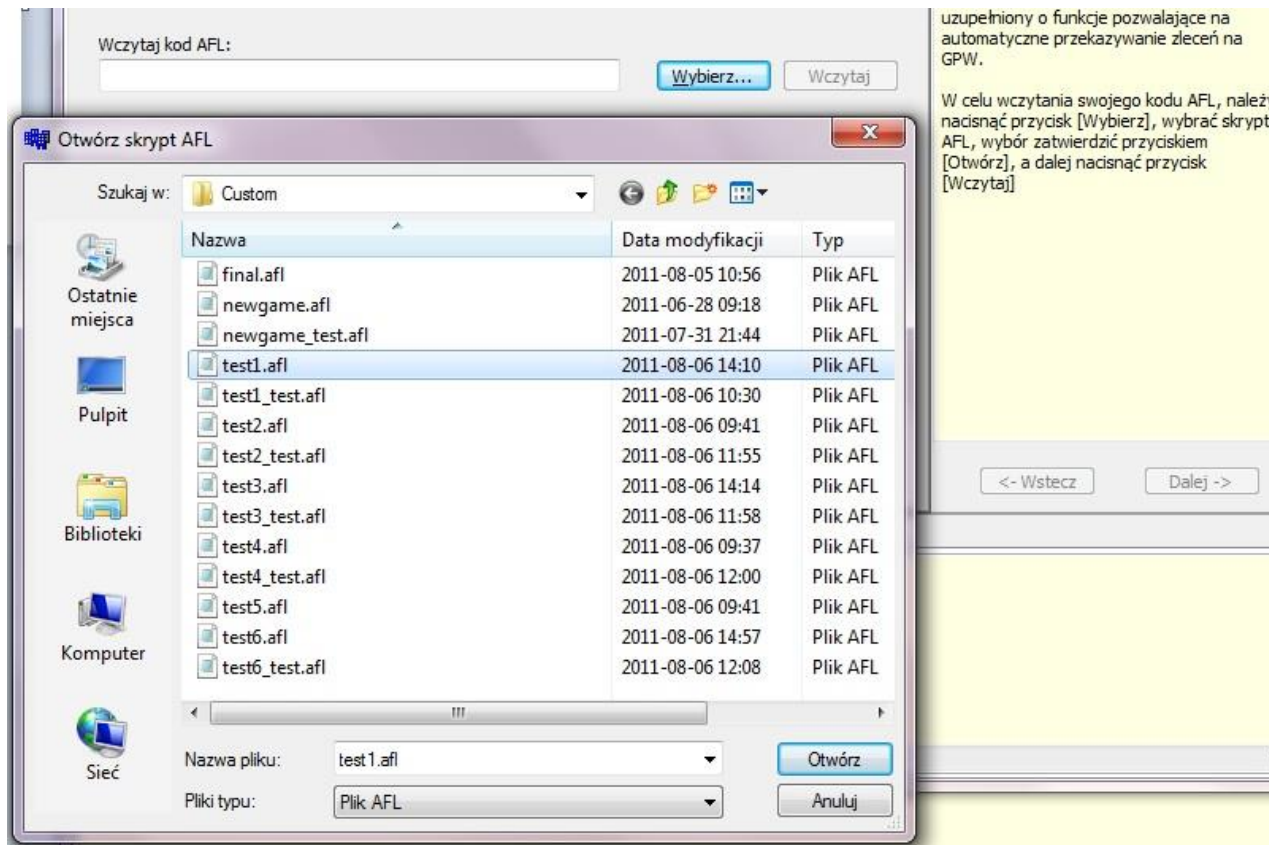 Wczytaj kod AFL:
Wybierz...
Wczytaj
uzupełniony o funkcje pozwalające na
automatyczne przekazywanie zleceń na
GPW.
W celu wczytania swojego kodu AFL, należy
nacisnąć przycisk [Wybierz], wybrać skrypt
AFL, wybór zatwierdzić przyciskiem
[Otwórz], a dalej nacisnąć przycisk
[Wczytaj]
Otwórz skrypt AFL
Szukaj w: Custom
Nazwa Data modyfikacji Typ
final.afl 2011-08-05 10:56 Plik AFL
newgame.afl 2011-06-28 09:18 Plik AFL
newgame_test.afl 2011-07-31 21:44 Plik AFL
test1.afl 2011-08-06 14:10 Plik AFL
test1_test.afl 2011-08-06 10:30 Plik AFL
test2.afl 2011-08-06 09:41 Plik AFL
test2_test.afl 2011-08-06 11:55 Plik AFL
test3.afl 2011-08-06 14:14 Plik AFL
test3_test.afl 2011-08-06 11:58 Plik AFL
test4.afl 2011-08-06 09:37 Plik AFL
test4_test.afl 2011-08-06 12:00 Plik AFL
test5.afl 2011-08-06 09:41 Plik AFL
test6.afl 2011-08-06 14:57 Plik AFL
test6_test.afl 2011-08-06 12:08 Plik AFL
Ostatnie
miejsca
Pulpit
Biblioteki
Komputer
Sieć
Nazwa pliku: test1.afl
Otwórz
Pliki typu: Plik AFL
Anuluj
<- Wstecz
Dalej ->